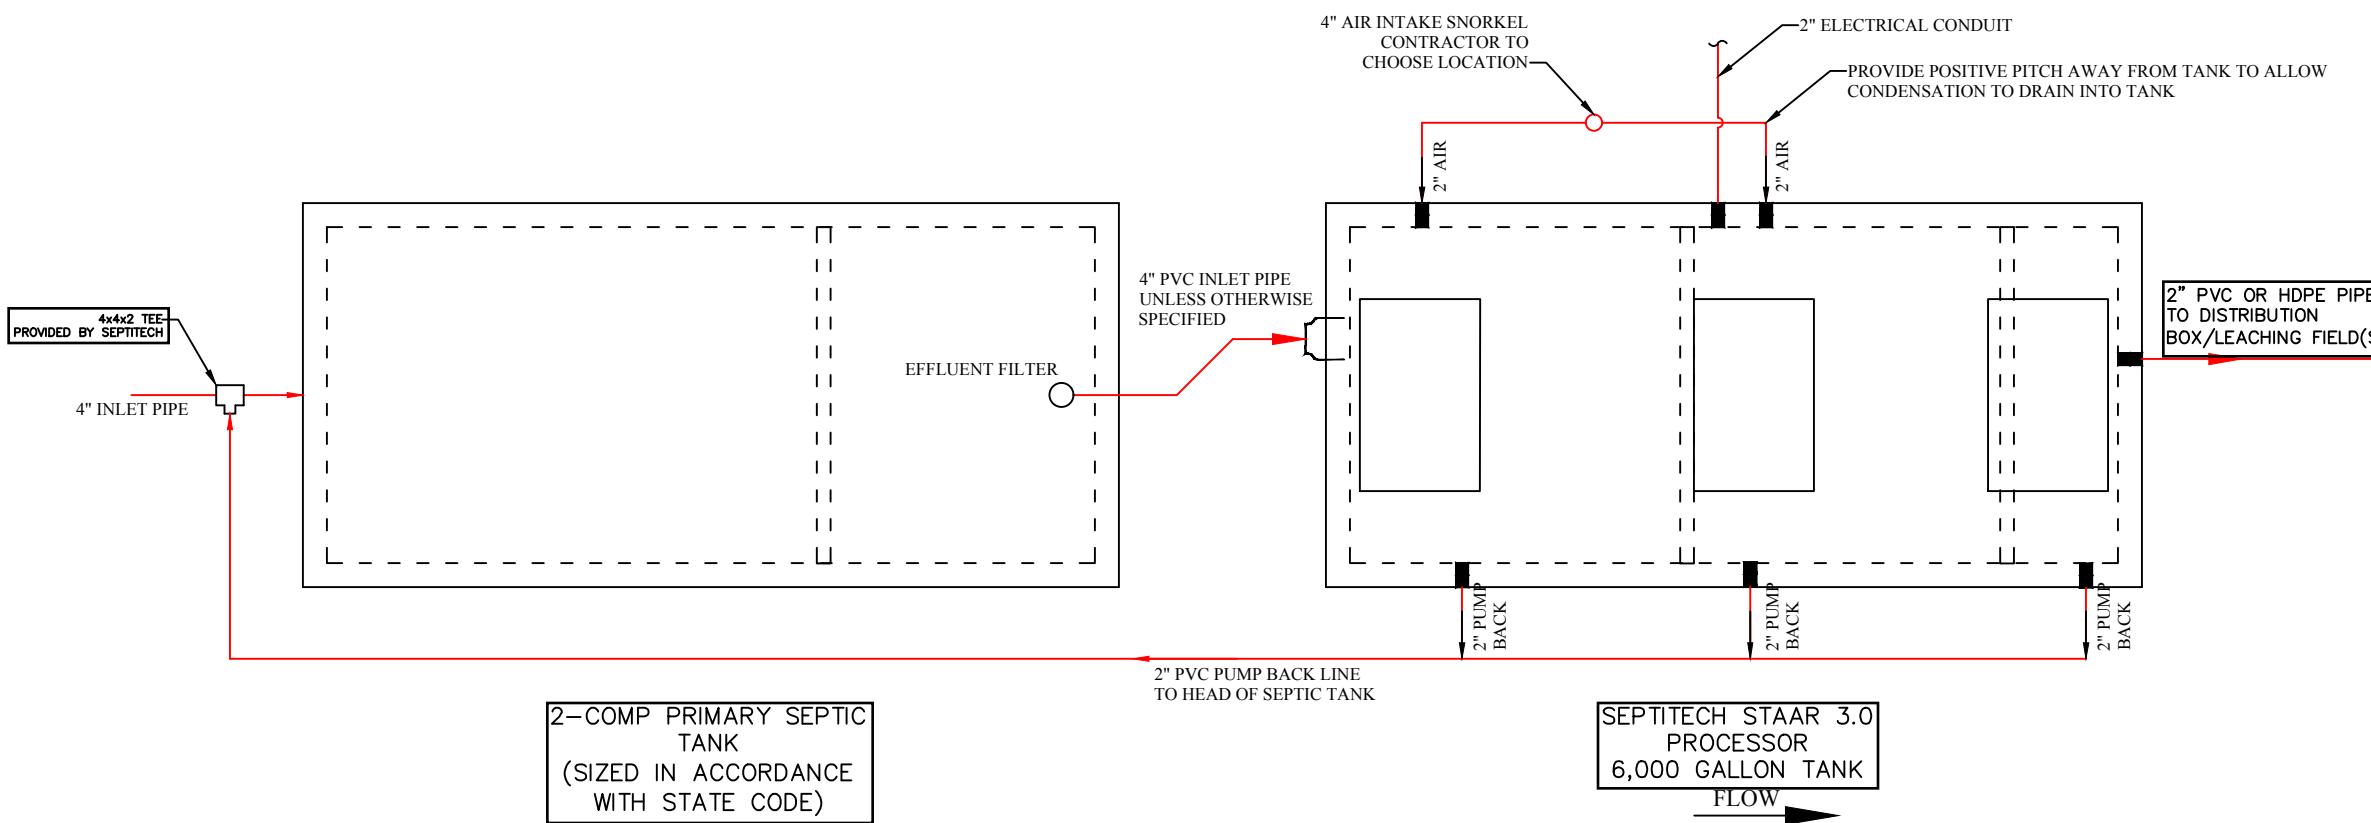 4" AIR INTAKE SNORKEL
CONTRACTOR TO
CHOOSE LOCATION
2" ELECTRICAL CONDUIT
PROVIDE POSITIVE PITCH AWAY FROM TANK TO ALLOW
CONDENSATION TO DRAIN INTO TANK
2" AIR
2" AIR
4x4x2 TEE
PROVIDED BY SEPTITECH
4" INLET PIPE
EFFLUENT FILTER
4" PVC INLET PIPE
UNLESS OTHERWISE
SPECIFIED
2" PVC OR HDPE PIPE
TO DISTRIBUTION
BOX/LEACHING FIELD(S
2" PUMP
BACK
2" PUMP
BACK
2" PUMP
BACK
2" PVC PUMP BACK LINE
TO HEAD OF SEPTIC TANK
2-COMP PRIMARY SEPTIC
TANK
(SIZED IN ACCORDANCE
WITH STATE CODE)
SEPTITECH STAAR 3.0
PROCESSOR
6,000 GALLON TANK
FLOW